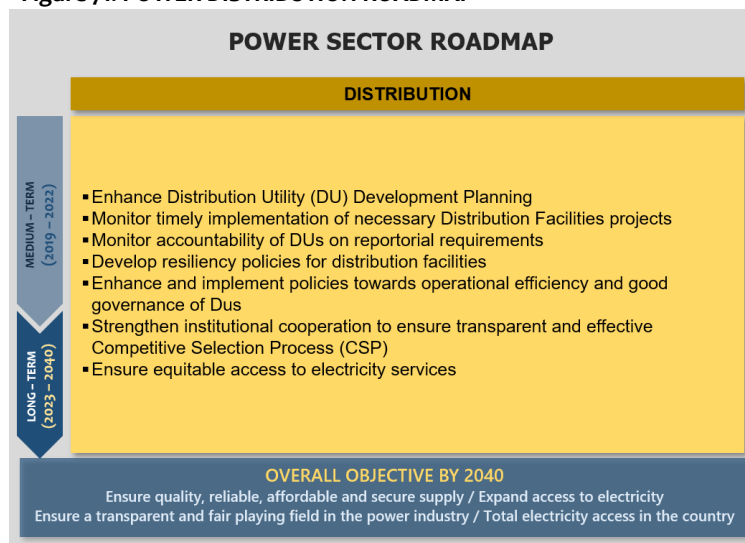 POWER SECTOR ROADMAP
DISTRIBUTION
MEDIUM – TERM
(2019 – 2022)
▪Enhance Distribution Utility (DU) Development Planning
▪Monitor timely implementation of necessary Distribution Facilities projects
▪Monitor accountability of DUs on reportorial requirements
▪Develop resiliency policies for distribution facilities
▪Enhance and implement policies towards operational efficiency and good
governance of Dus
▪Strengthen institutional cooperation to ensure transparent and effective
Competitive Selection Process (CSP)
▪Ensure equitable access to electricity services
LONG – TERM
(2023 – 2040)
OVERALL OBJECTIVE BY 2040
Ensure quality, reliable, affordable and secure supply / Expand access to electricity
Ensure a transparent and fair playing field in the power industry / Total electricity access in the country